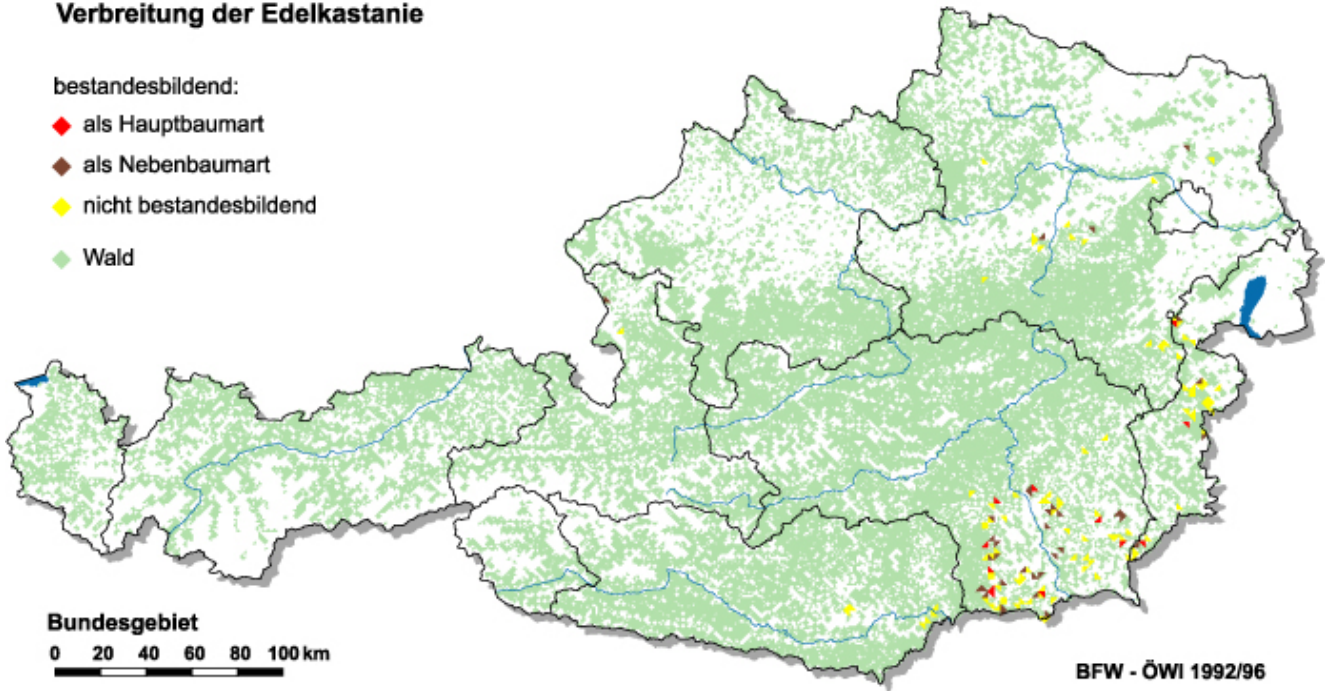 Verbreitung der Edelkastanie
bestandesbildend:
als Hauptbaumart
als Nebenbaumart
nicht bestandesbildend
Wald
Bundesgebiet
0 20 40 60 80 100 km
BFW - ÖWI 1992/96